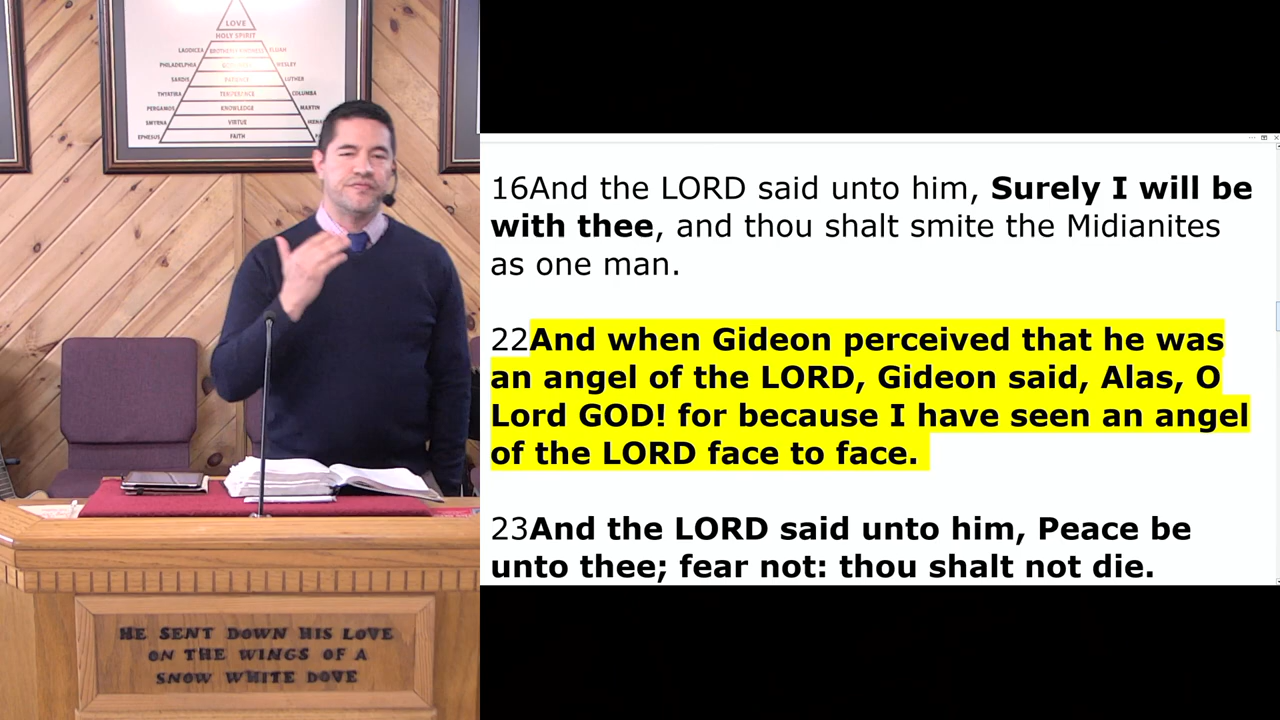 LOVE
HOLY SPIRIT
LAODICEA BROTHERLY KINDNESS ELIJAH
PHILADELPHIA WESLEY
SARDIS PATIENCE LUTHER
THYATIRA TEMPERANCE COLUMBA
PERGAMOS KNOWLEDGE MARTIN
SMYRNA VIRTUE
EPHESUS FAITH
HE SENT DOWN HIS LOVE
ON THE WINGS OF A
SNOW WHITE DOVE
16And the LORD said unto him, Surely I will be
with thee, and thou shalt smite the Midianites
as one man.
22And when Gideon perceived that he was
an angel of the LORD, Gideon said, Alas, O
Lord GOD! for because I have seen an angel
of the LORD face to face.
23And the LORD said unto him, Peace be
unto thee; fear not: thou shalt not die.